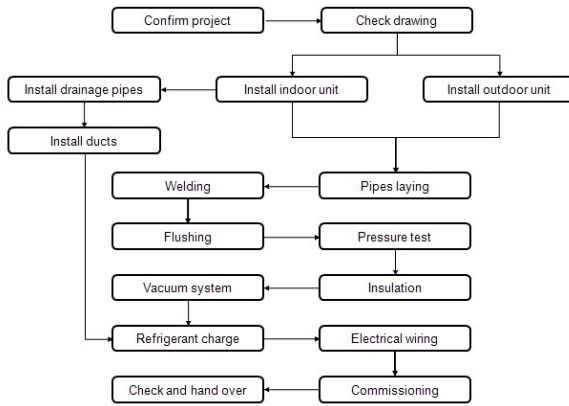 Confirm project
Check drawing
Install drainage pipes
Install indoor unit
Install outdoor unit
Install ducts
Welding
Pipes laying
Flushing
Pressure test
Vacuum system
Insulation
Refrigerant charge
Electrical wiring
Check and hand over
Commissioning